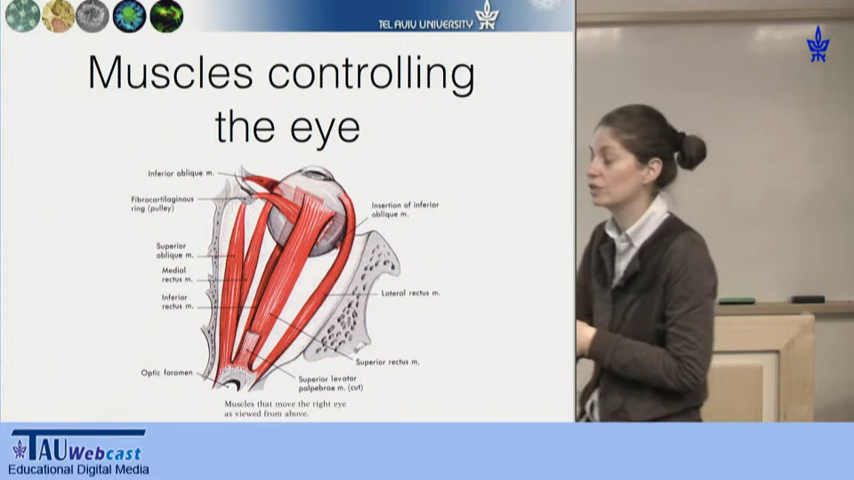 TEL AVIV UNIVERSITY
Muscles controlling
the eye
Inferior oblique m.
Fibrocartilaginous
ring (pulley)
Insertion of inferior
oblique m.
Superior
oblique m.
Medial
rectus m.
Inferior
rectus m.
Lateral rectus m.
Superior rectus m.
Optic foramen
Superior levator
palpebrae m. (cut)
Muscles that move the right eye
as viewed from above.
TAU Webcast
Educational Digital Media